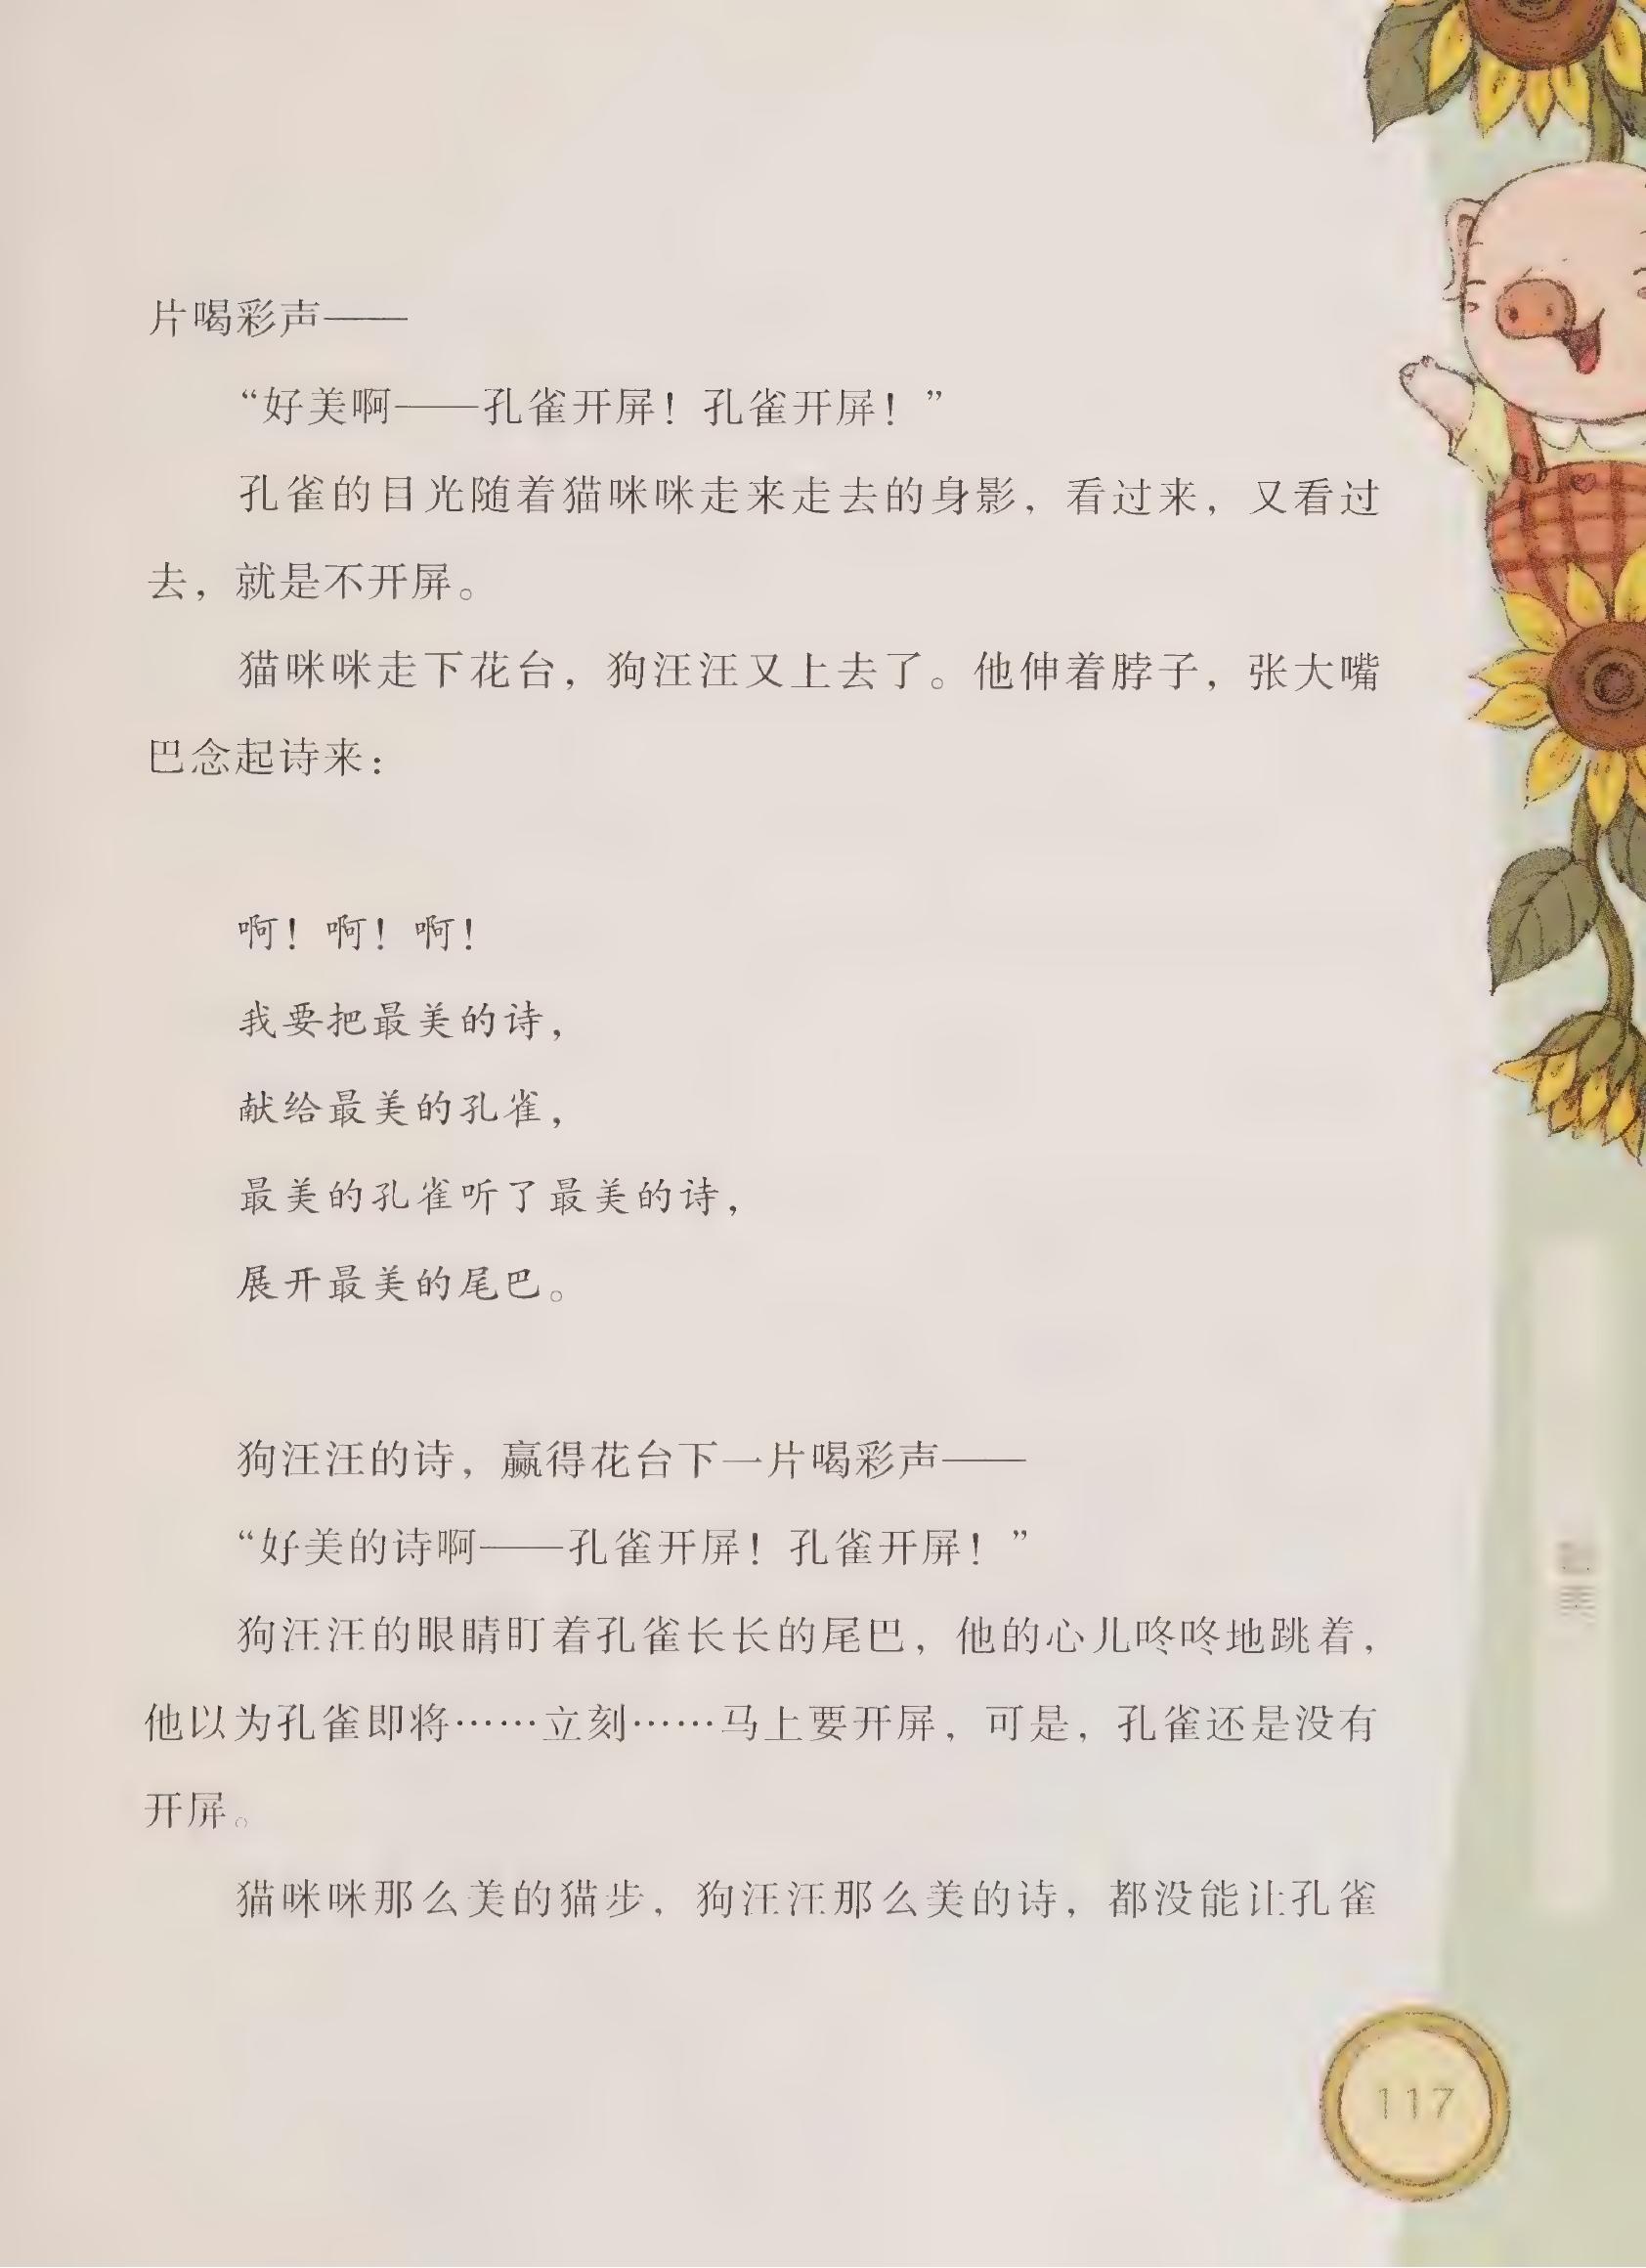 片喝彩声——
“好美啊——孔雀开屏！孔雀开屏！”
孔雀的目光随着猫咪咪走来走去的身影，看过来，又看过
去，就是不开屏。
猫咪咪走下花台，狗汪汪又上去了。他伸着脖子，张大嘴
巴念起诗来：
啊！啊！啊！
我要把最美的诗，
献给最美的孔雀，
最美的孔雀听了最美的诗，
展开最美的尾巴。
狗汪汪的诗，赢得花台下一片喝彩声——
“好美的诗啊——孔雀开屏！孔雀开屏！”
狗汪汪的眼睛盯着孔雀长长的尾巴，他的心儿咚咚地跳着，
他以为孔雀即将……立刻……马上要开屏，可是，孔雀还是没有
开屏。
猫咪咪那么美的猫步，狗汪汪那么美的诗，都没能让孔雀
117